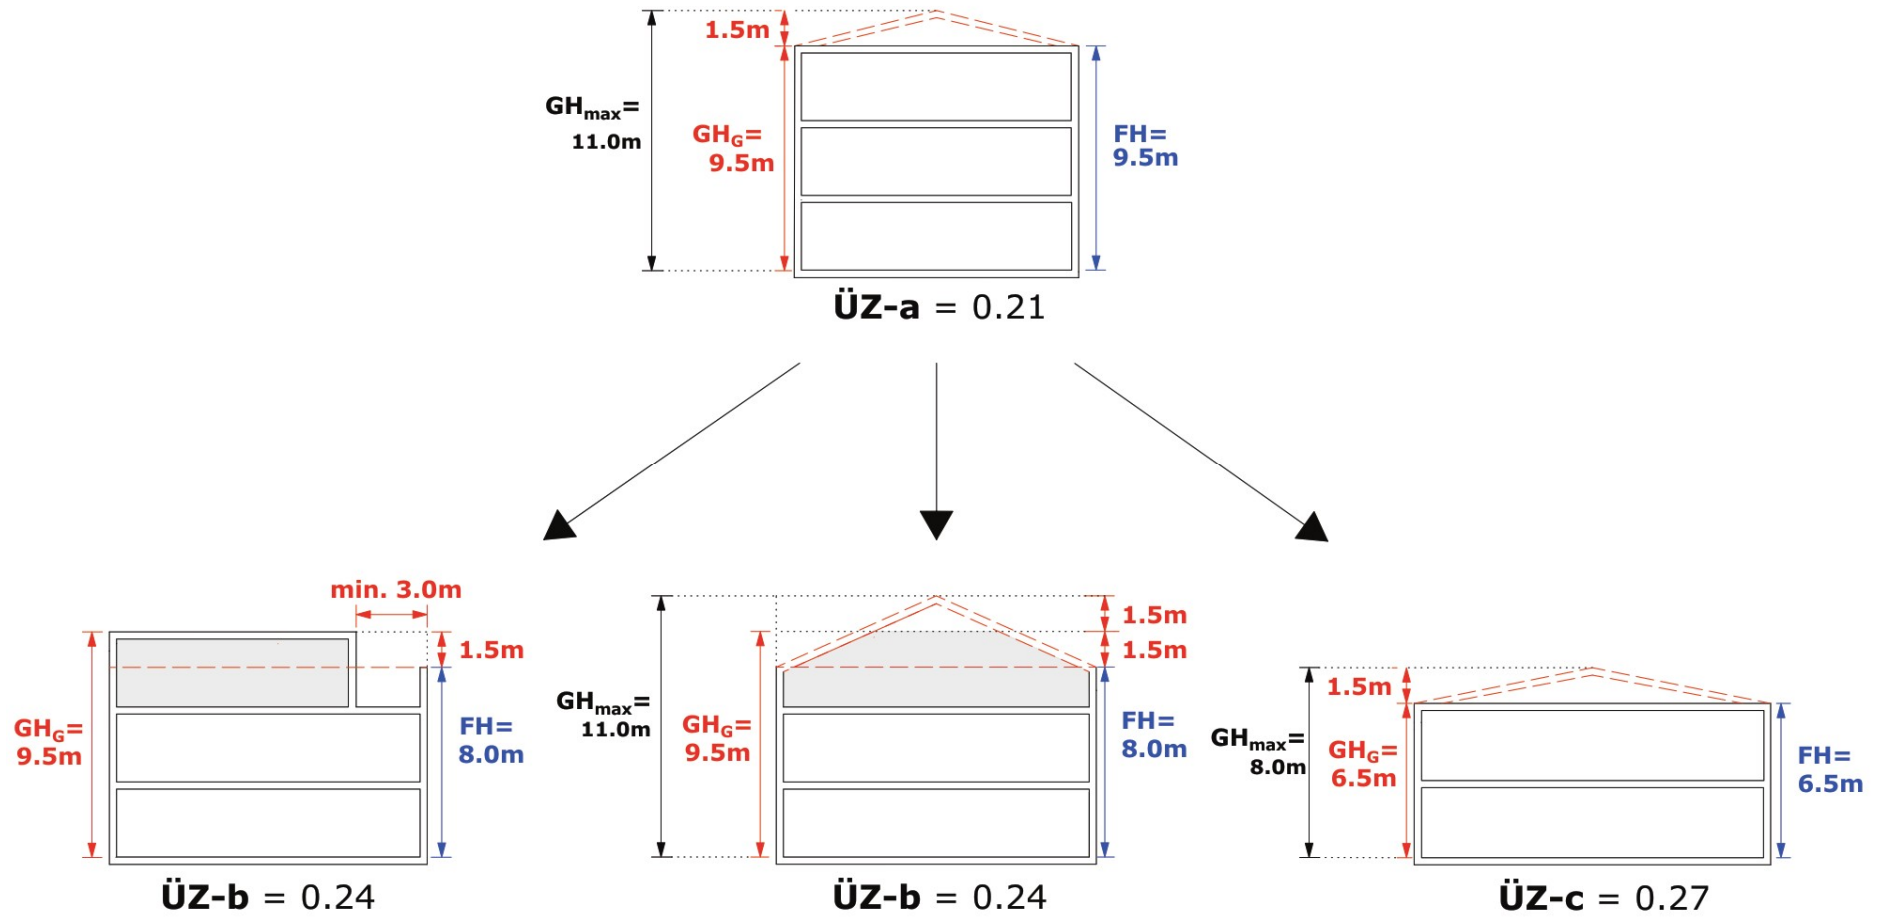 1.5m
GHmax=
11.0m
GHG=
9.5m
FH=
9.5m
ÜZ-a = 0.21
min. 3.0m
1.5m
GHG=
9.5m
FH=
8.0m
ÜZ-b = 0.24
1.5m
1.5m
GHmax=
11.0m
GHG=
9.5m
FH=
8.0m
ÜZ-b = 0.24
1.5m
GHmax=
8.0m
GHG=
6.5m
FH=
6.5m
ÜZ-c = 0.27